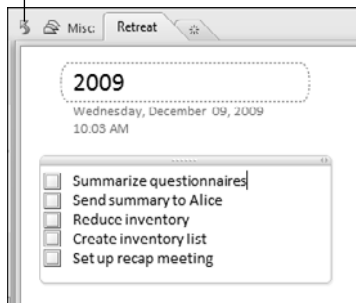 Misc Retreat
2009
Wednesday, December 09, 2009
10.03 AM
Summarize questionnaires
Send summary to Alice
Reduce inventory
Create inventory list
Set up recap meeting